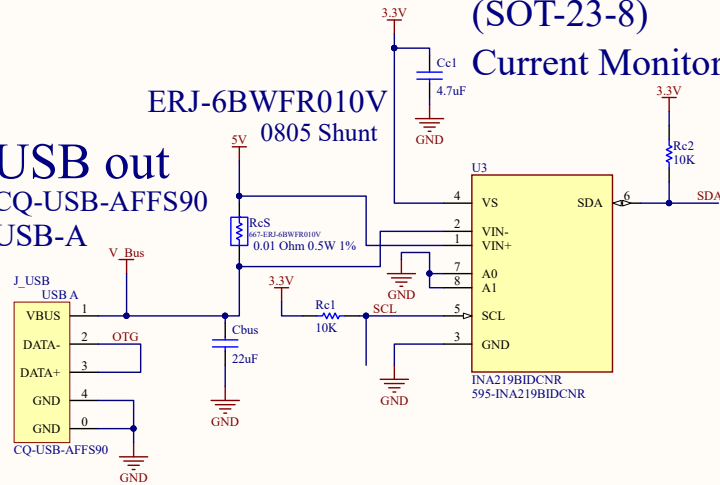 (SOT-23-8)
Current Monitor
3.3V
Cc1
4.7uF
GND
ERJ-6BWFR010V
0805 Shunt
5V
3.3V
Rc2
10K
USB out
CQ-USB-AFFS90
USB-A
U3
4 VS
SDA 6
SDA
2 VIN-
1 VIN+
7 A0
8 A1
5 SCL
3 GND
INA219BIDCNR
595-INA219BIDCNR
RcS
667-ERJ-6BWFR010V
0.01 Ohm 0.5W 1%
GND
V_Bus
3.3V
Rc1
10K
SCL
J_USB
USB A
VBUS 1
DATA- 2
OTG
DATA+ 3
GND 4
GND 0
CQ-USB-AFFS90
Cbus
22uF
GND
GND
GND